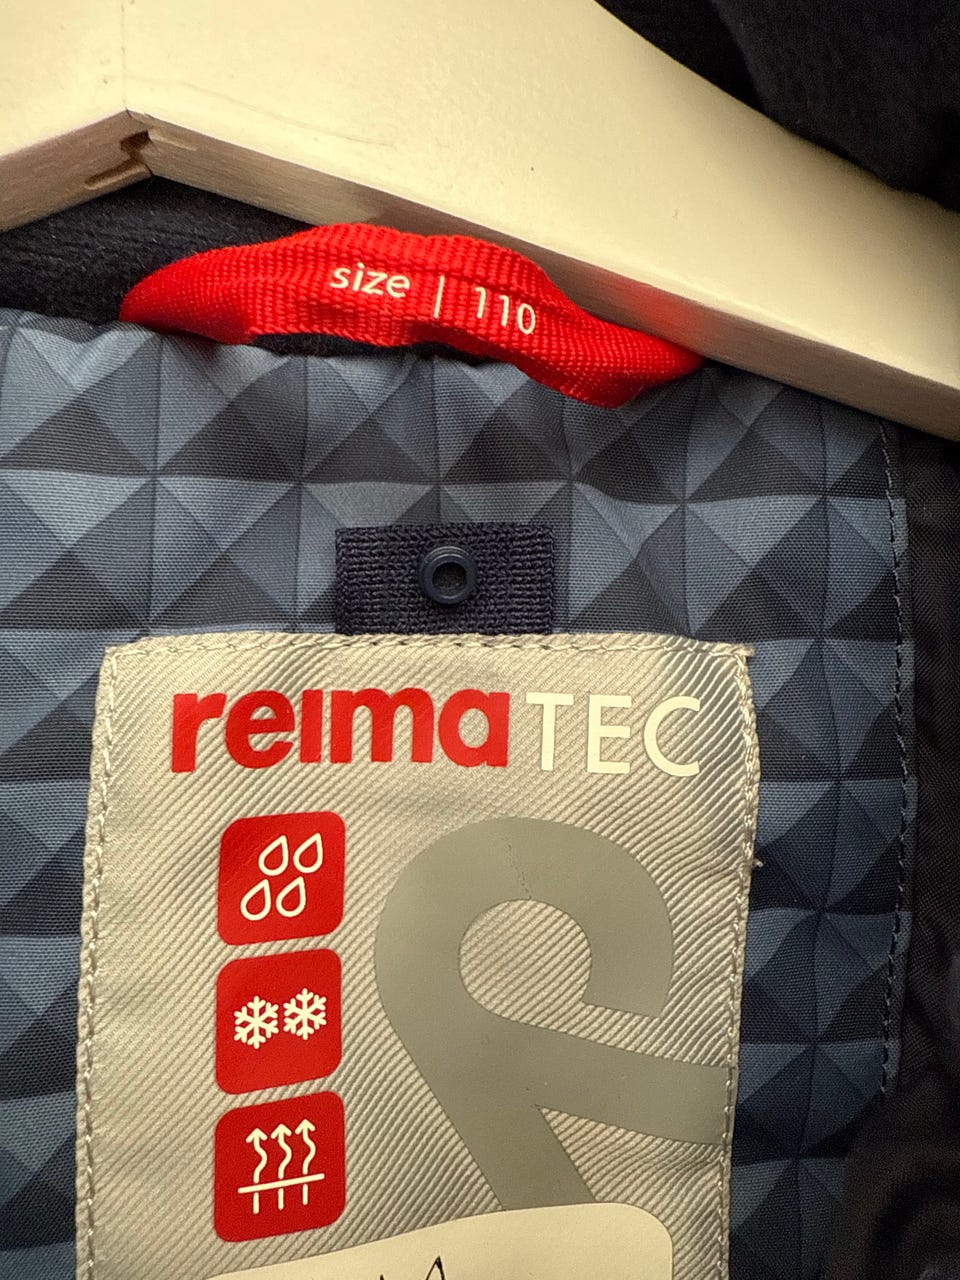 size | 110
reima TEC